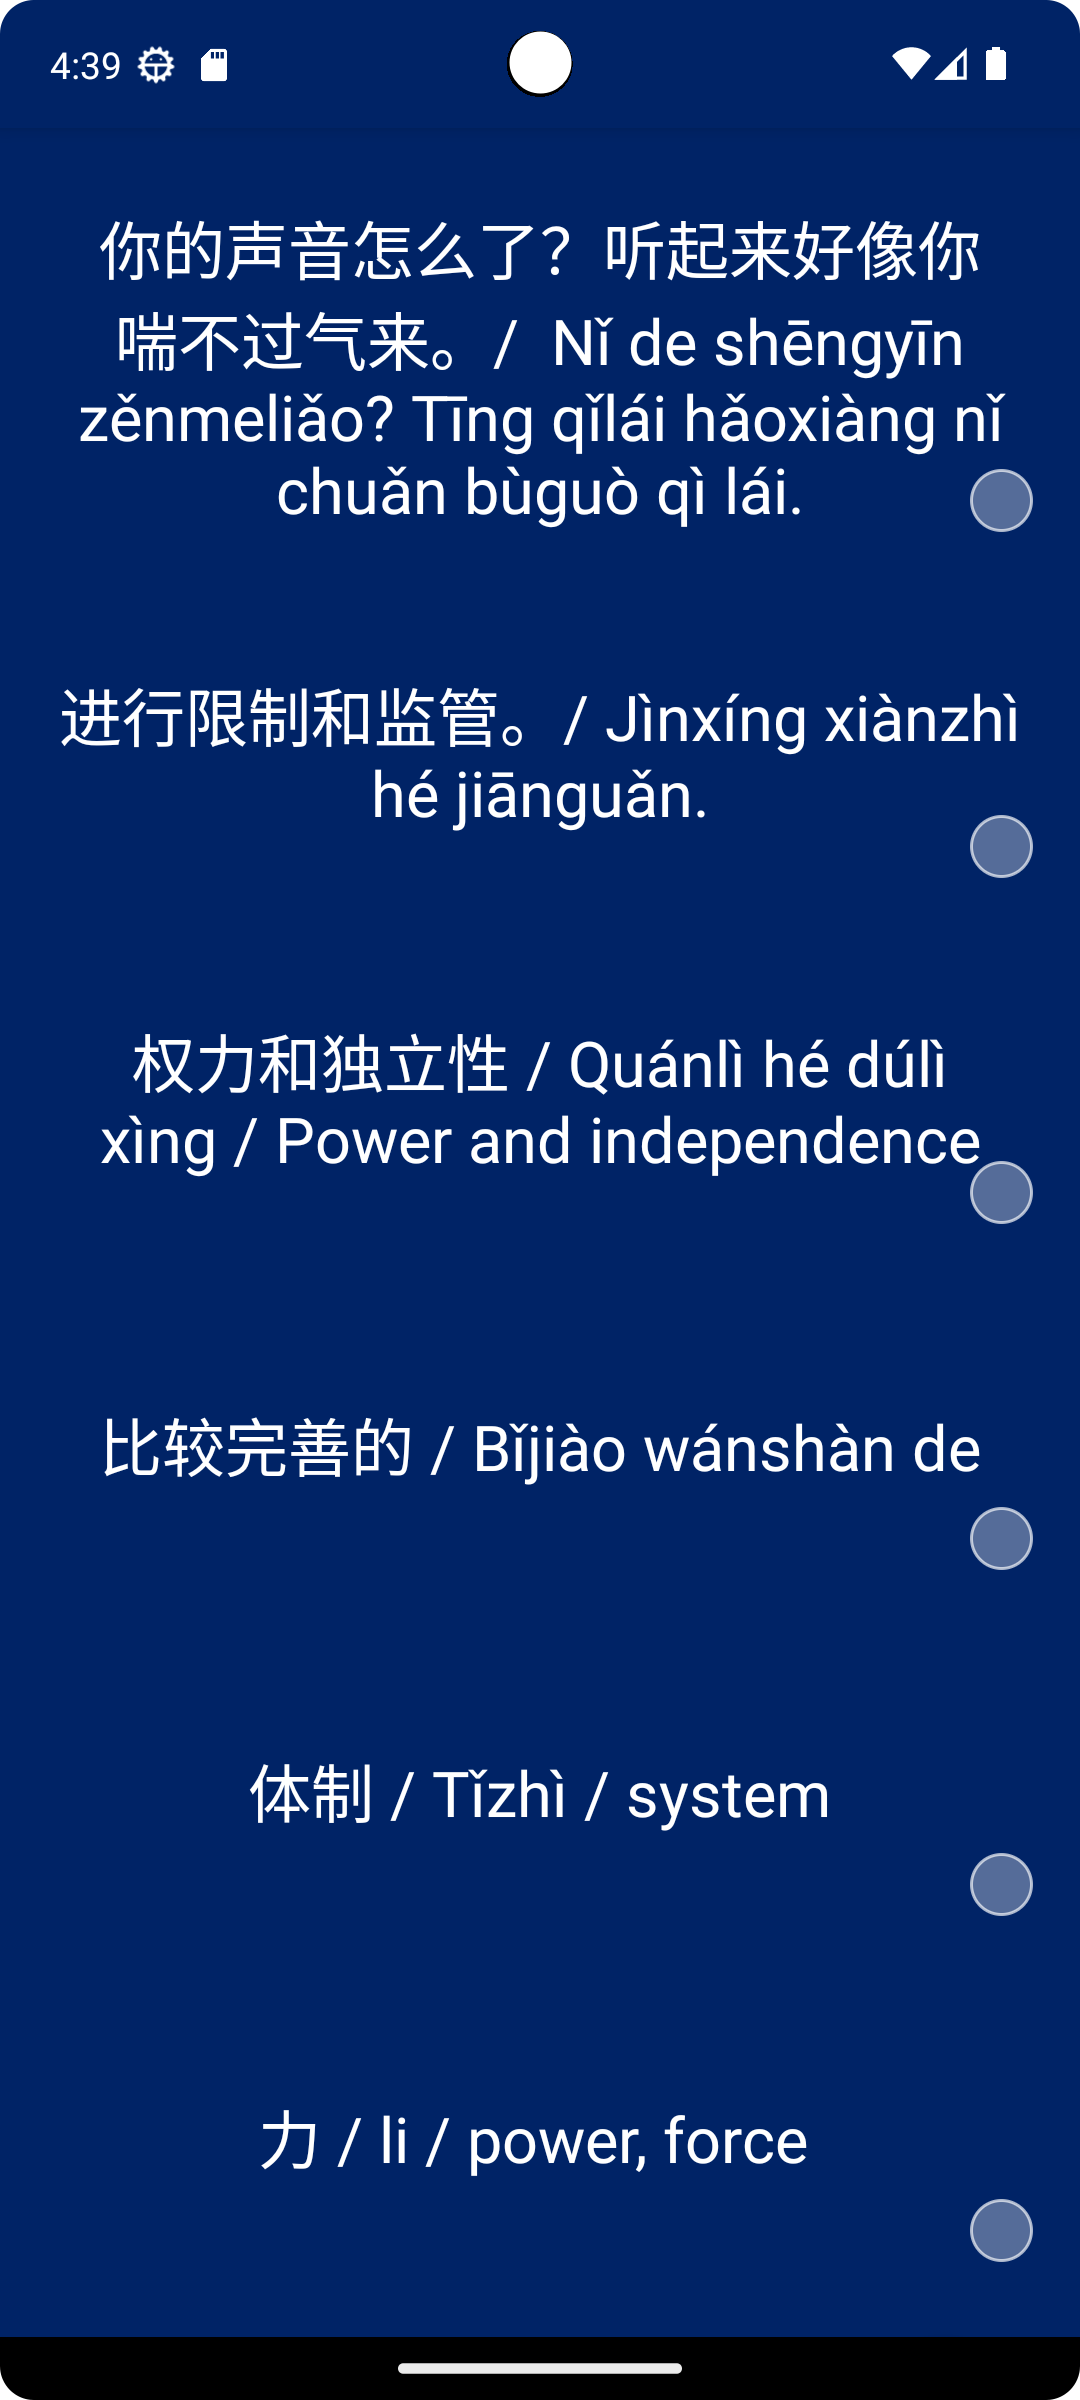 4:39
你的声音怎么了？听起来好像你
喘不过气来。/ Nǐ de shēngyīn
zěnmeliǎo? Tīng qǐlái hǎoxiàng nǐ
chuǎn bùguò qì lái.
进行限制和监管。/ Jìnxíng xiànzhì
hé jiānguǎn.
权力和独立性 / Quánlì hé dúlì
xìng / Power and independence
比较完善的 / Bǐjiào wánshàn de
体制 / Tǐzhì / system
力 / li / power, force